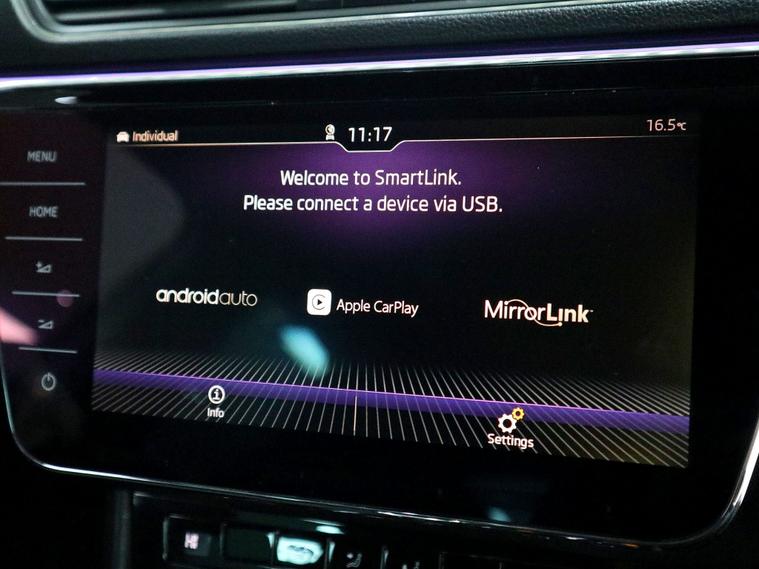 Individual 11:17 16.5°C
MENU
Welcome to SmartLink.
Please connect a device via USB.
HOME
androidauto Apple CarPlay MirrorLink™
Info Settings